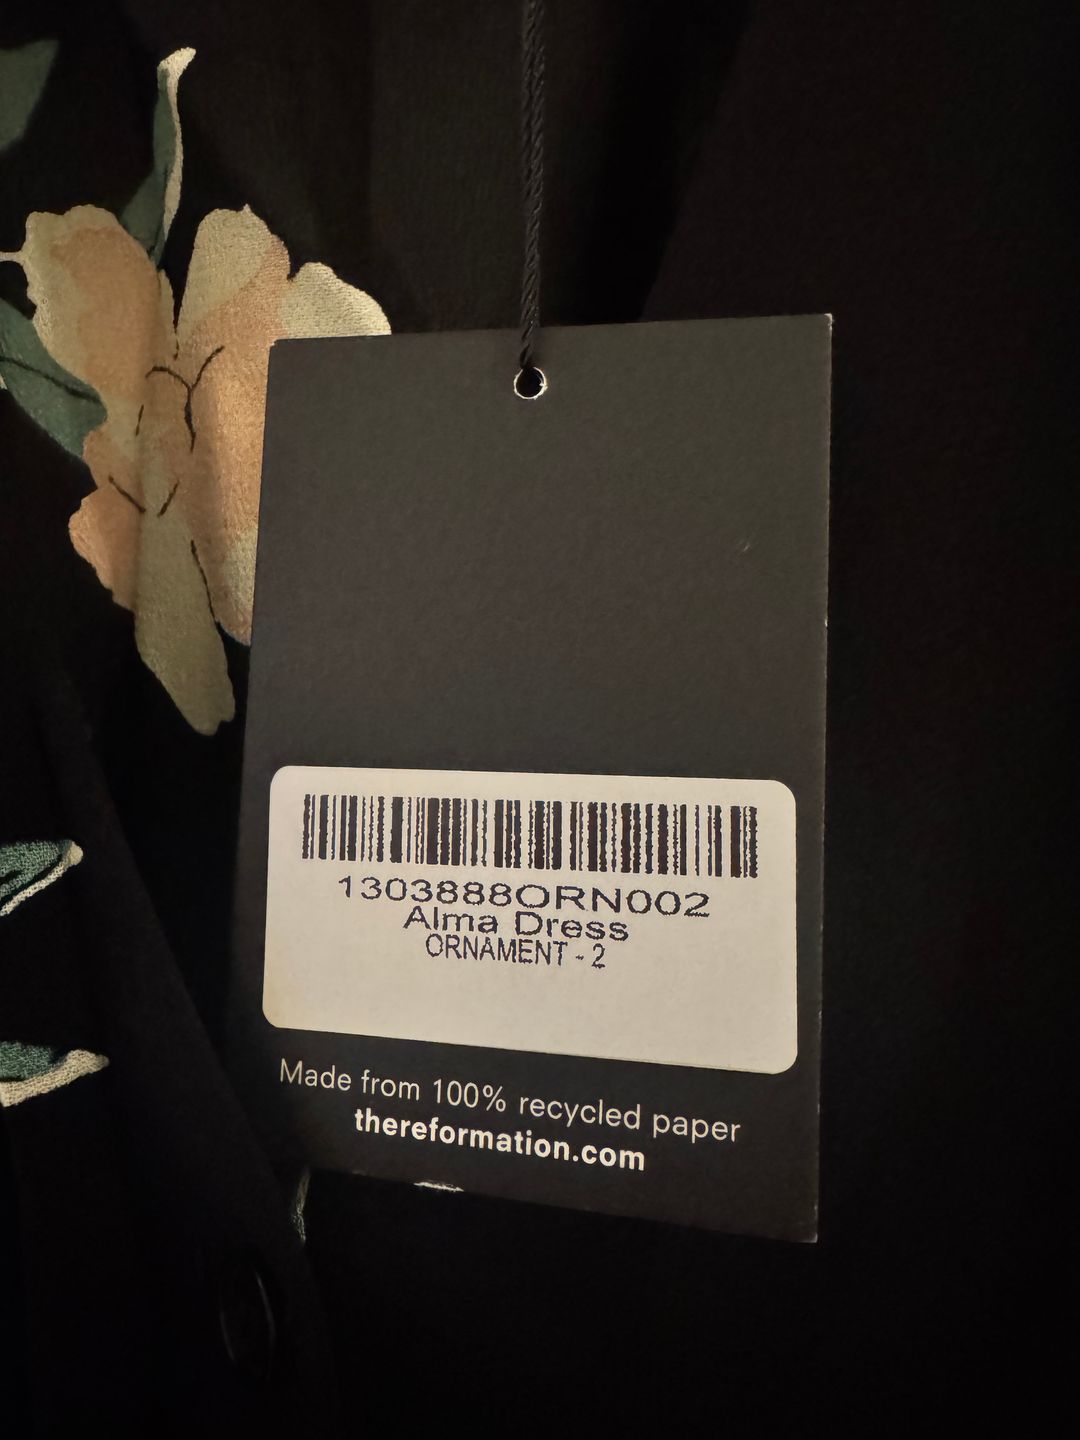 1303888ORN002
Alma Dress
ORNAMENT - 2
Made from 100% recycled paper
thereformation.com